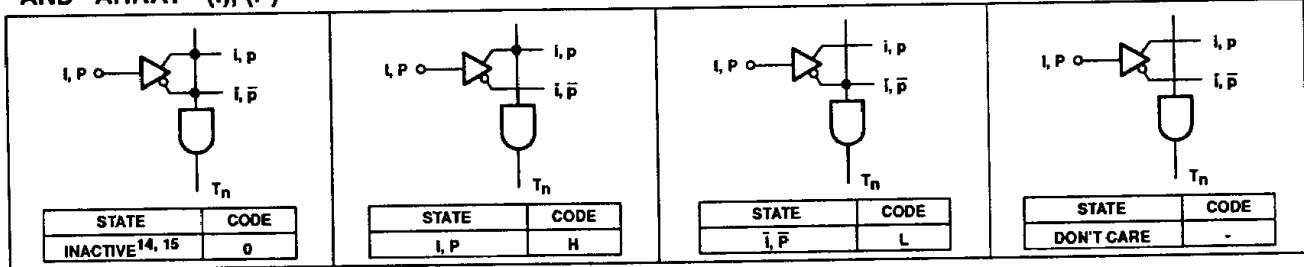 "AND" ARRAY – (I), (P)
I, P
i, p
i̅, p̅
Tn
STATE CODE
INACTIVE14, 15 0
I, P
i, p
i̅, p̅
Tn
STATE CODE
I, P H
I, P
i, p
i̅, p̅
Tn
STATE CODE
I̅, P̅ L
I, P
i, p
i̅, p̅
Tn
STATE CODE
DON'T CARE -